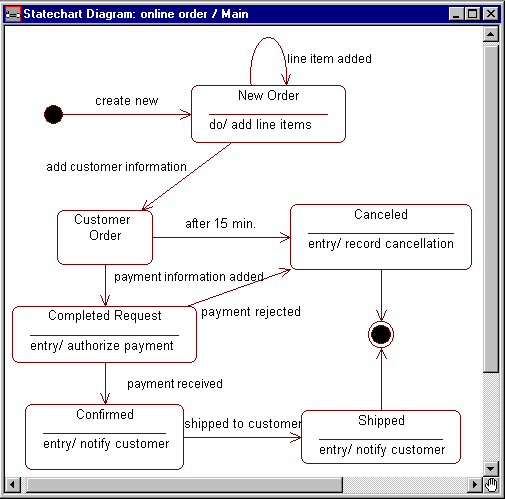 Statechart Diagram: online order / Main
line item added
create new
New Order
do/ add line items
add customer information
Customer
Order
after 15 min.
Canceled
entry/ record cancellation
payment information added
payment rejected
Completed Request
entry/ authorize payment
payment received
Confirmed
entry/ notify customer
shipped to customer
Shipped
entry/ notify customer